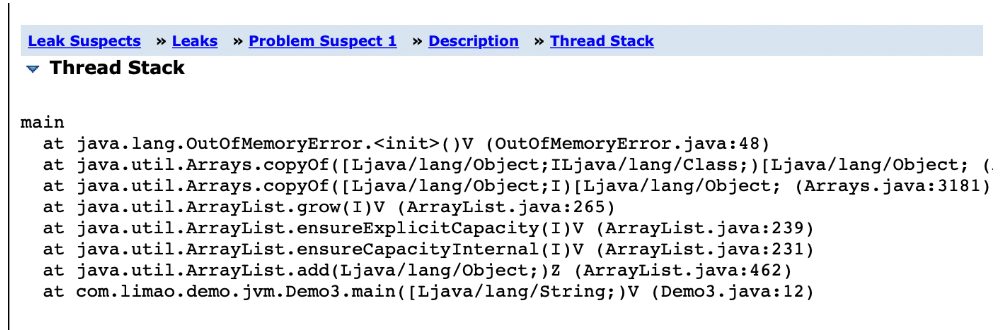 Leak Suspects » Leaks » Problem Suspect 1 » Description » Thread Stack
Thread Stack
main
at java.lang.OutOfMemoryError.<init>()V (OutOfMemoryError.java:48)
at java.util.Arrays.copyOf([Ljava/lang/Object;ILjava/lang/Class;)[Ljava/lang/Object; (
at java.util.Arrays.copyOf([Ljava/lang/Object;I)[Ljava/lang/Object; (Arrays.java:3181)
at java.util.ArrayList.grow(I)V (ArrayList.java:265)
at java.util.ArrayList.ensureExplicitCapacity(I)V (ArrayList.java:239)
at java.util.ArrayList.ensureCapacityInternal(I)V (ArrayList.java:231)
at java.util.ArrayList.add(Ljava/lang/Object;)Z (ArrayList.java:462)
at com.limao.demo.jvm.Demo3.main([Ljava/lang/String;)V (Demo3.java:12)